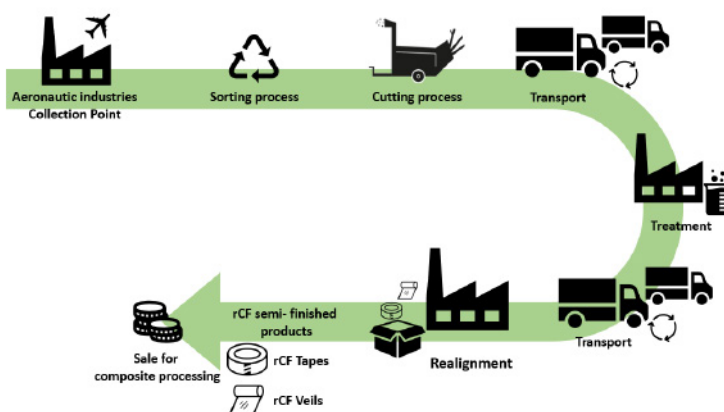 Aeronautic industries
Collection Point
Sorting process
Cutting process
Transport
Treatment
Transport
Realignment
rCF semi- finished
products
rCF Tapes
rCF Veils
Sale for
composite processing